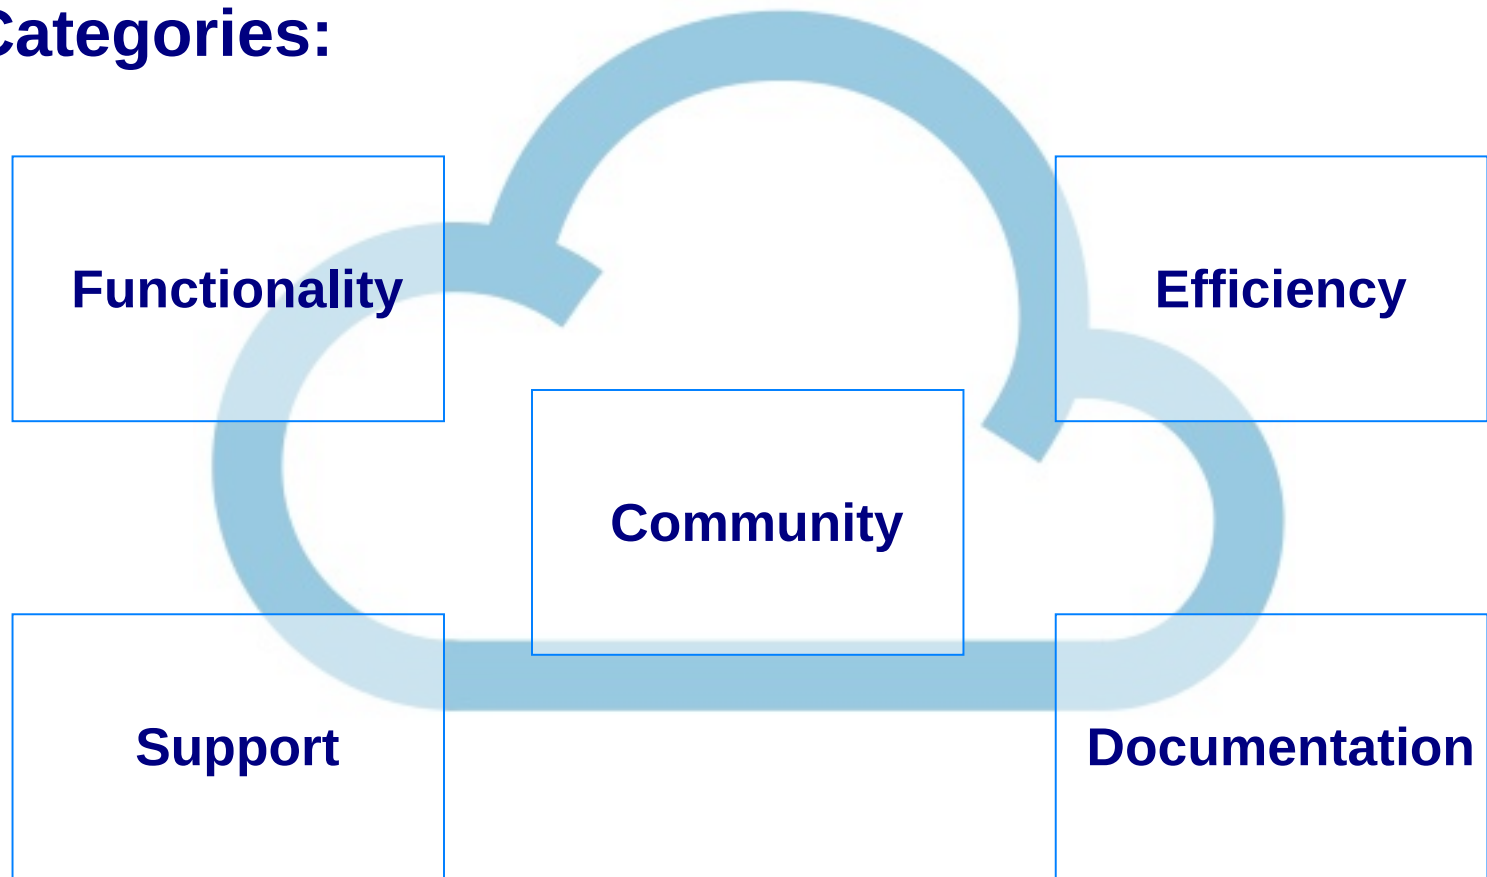 Categories:
Functionality
Efficiency
Community
Support
Documentation